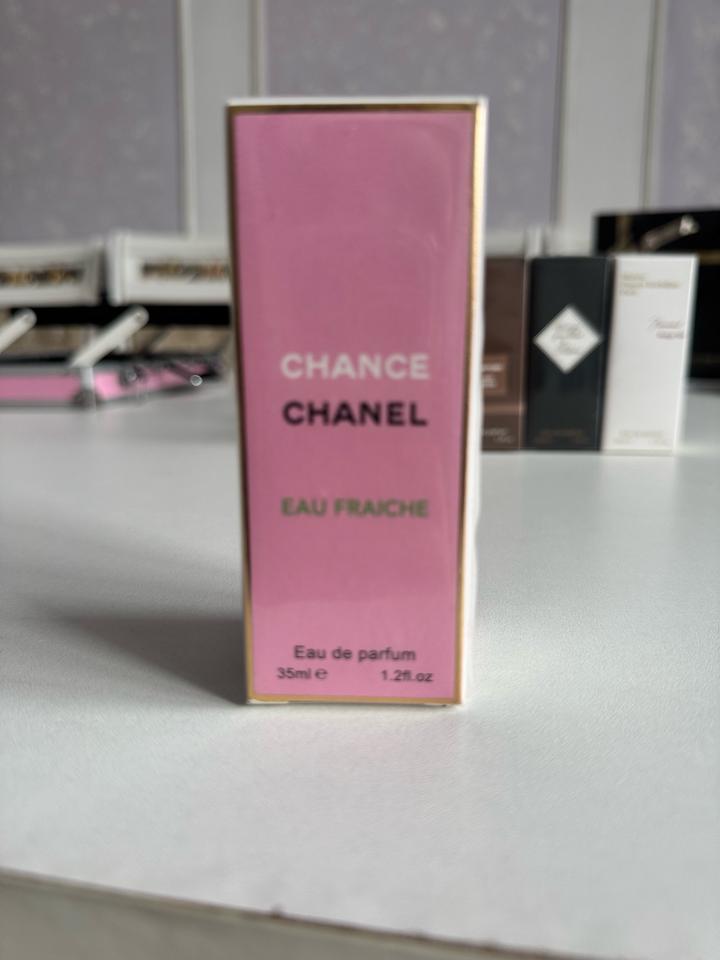 CHANCE
CHANEL
EAU FRAICHE
Eau de parfum
35ml ℮ 1.2fl.oz